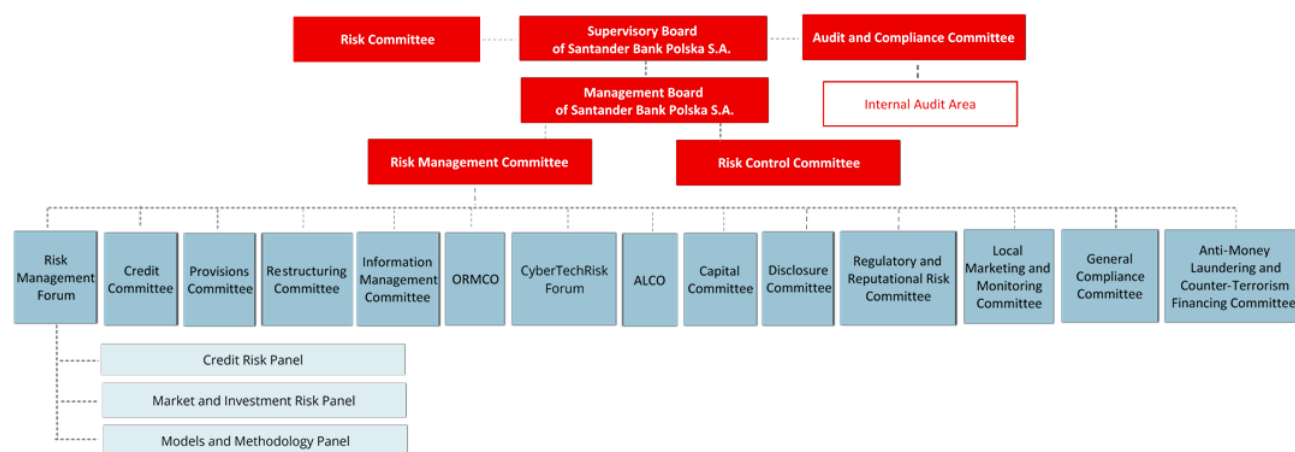 Risk Committee
Supervisory Board
of Santander Bank Polska S.A.
Audit and Compliance Committee
Management Board
of Santander Bank Polska S.A.
Internal Audit Area
Risk Management Committee
Risk Control Committee
Risk
Management
Forum
Credit
Committee
Provisions
Committee
Restructuring
Committee
Information
Management
Committee
ORMCO
CyberTechRisk
Forum
ALCO
Capital
Committee
Disclosure
Committee
Regulatory and
Reputational Risk
Committee
Local
Marketing and
Monitoring
Committee
General
Compliance
Committee
Anti-Money
Laundering and
Counter-Terrorism
Financing Committee
Credit Risk Panel
Market and Investment Risk Panel
Models and Methodology Panel